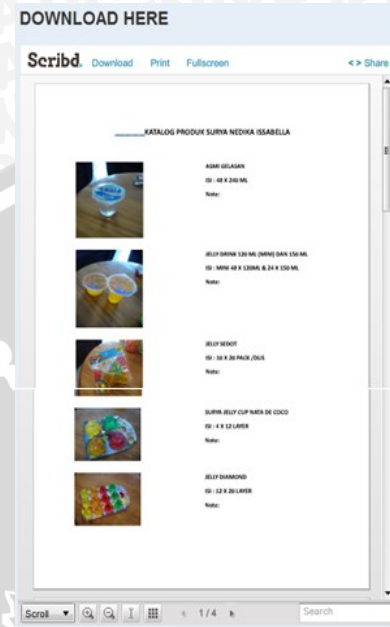 DOWNLOAD HERE
Scribd. Download Print Fullscreen < > Share
KATALOG PRODUK SURYA NEDIKA ISSABELLA
ASMI GELASAN
ISI : 48 X 240 ML
Note:
JELLY DRINK 120 ML (MINI) DAN 150 ML
ISI : MINI 48 X 120ML & 24 X 150 ML
Note:
JELLY SEDOT
ISI : 10 X 20 PACK /DUS
Note:
SURYA JELLY CUP NATA DE COCO
ISI : 4 X 12 LAYER
Note:
JELLY DIAMOND
ISI : 12 X 20 LAYER
Note:
Scroll 1/4 Search